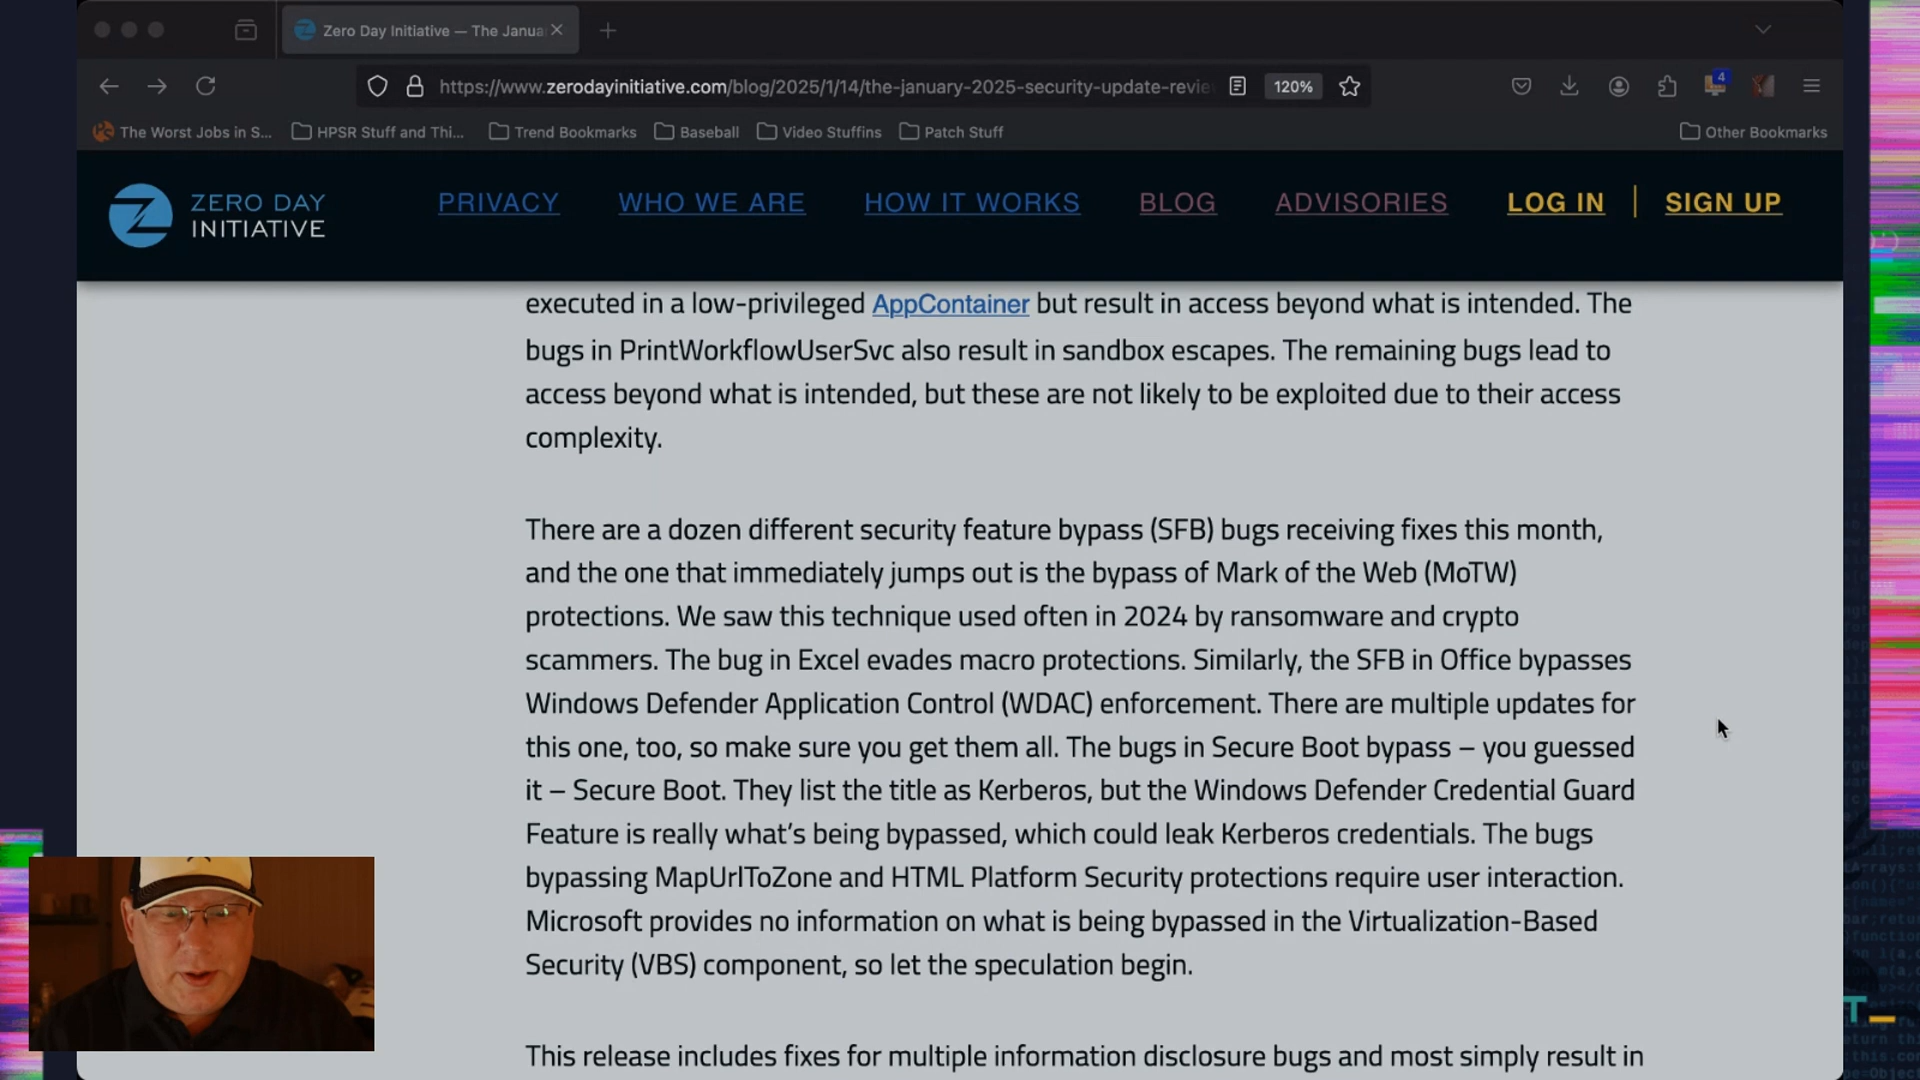 Zero Day Initiative — The Janua
https://www.zerodayinitiative.com/blog/2025/1/14/the-january-2025-security-update-revie
120%
4
The Worst Jobs in S...
HPSR Stuff and Thi...
Trend Bookmarks
Baseball
Video Stuffins
Patch Stuff
Other Bookmarks
ZERO DAY
INITIATIVE
PRIVACY
WHO WE ARE
HOW IT WORKS
BLOG
ADVISORIES
LOG IN
SIGN UP
executed in a low-privileged AppContainer but result in access beyond what is intended. The
bugs in PrintWorkflowUserSvc also result in sandbox escapes. The remaining bugs lead to
access beyond what is intended, but these are not likely to be exploited due to their access
complexity.
There are a dozen different security feature bypass (SFB) bugs receiving fixes this month,
and the one that immediately jumps out is the bypass of Mark of the Web (MoTW)
protections. We saw this technique used often in 2024 by ransomware and crypto
scammers. The bug in Excel evades macro protections. Similarly, the SFB in Office bypasses
Windows Defender Application Control (WDAC) enforcement. There are multiple updates for
this one, too, so make sure you get them all. The bugs in Secure Boot bypass – you guessed
it – Secure Boot. They list the title as Kerberos, but the Windows Defender Credential Guard
Feature is really what's being bypassed, which could leak Kerberos credentials. The bugs
bypassing MapUrlToZone and HTML Platform Security protections require user interaction.
Microsoft provides no information on what is being bypassed in the Virtualization-Based
Security (VBS) component, so let the speculation begin.
This release includes fixes for multiple information disclosure bugs and most simply result in
T_